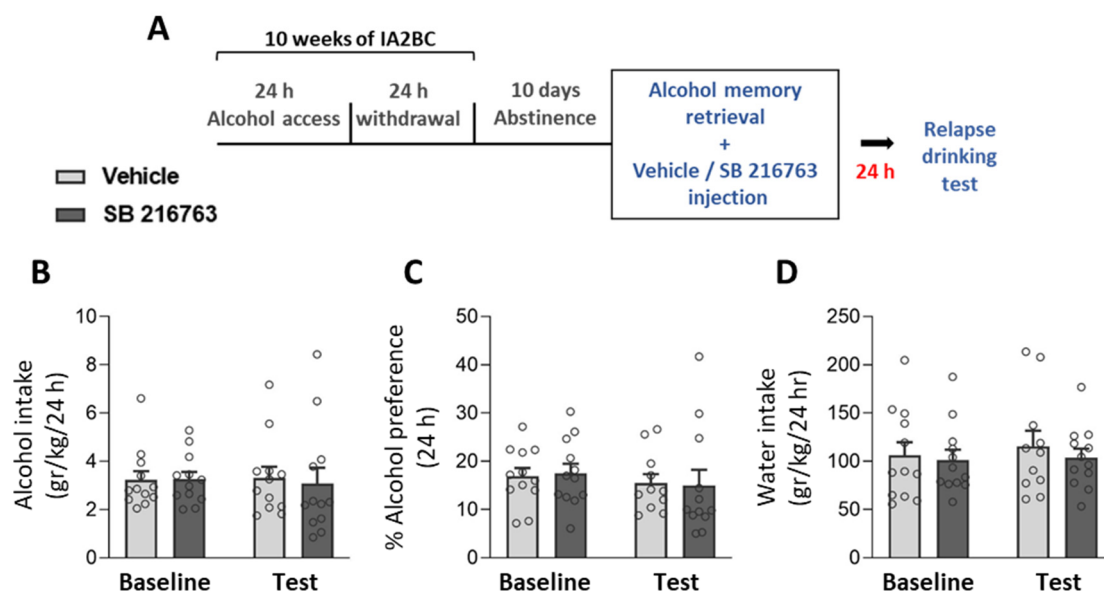 A
10 weeks of IA2BC
24 h
Alcohol access
24 h
withdrawal
10 days
Abstinence
Alcohol memory
retrieval
+
Vehicle / SB 216763
injection
24 h
Relapse
drinking
test
Vehicle
SB 216763
B
Alcohol intake
(gr/kg/24 h)
10
8
6
4
2
0
Baseline
Test
C
% Alcohol preference
(24 h)
50
40
30
20
10
0
Baseline
Test
D
Water intake
(gr/kg/24 hr)
250
200
150
100
50
0
Baseline
Test